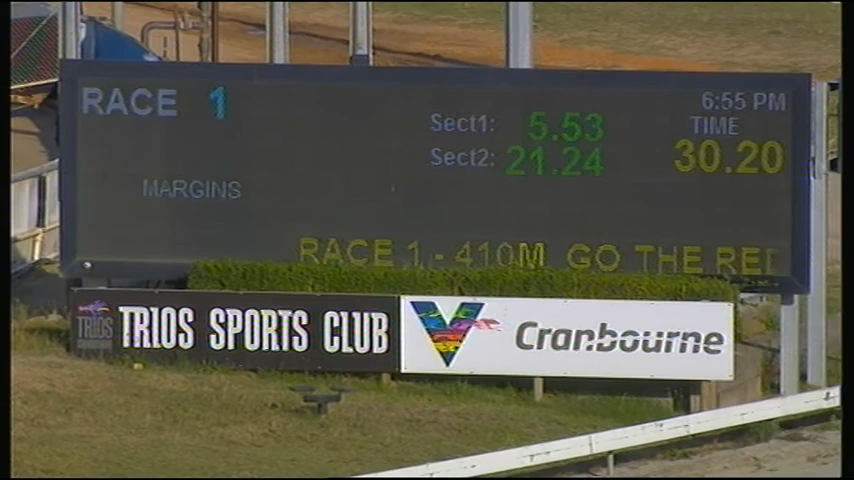 RACE 1
6:55 PM
Sect1: 5.53
TIME
Sect2: 21.24
30.20
MARGINS
RACE 1 - 410M GO THE RED
TRIOS
TRIOS SPORTS CLUB
Cranbourne